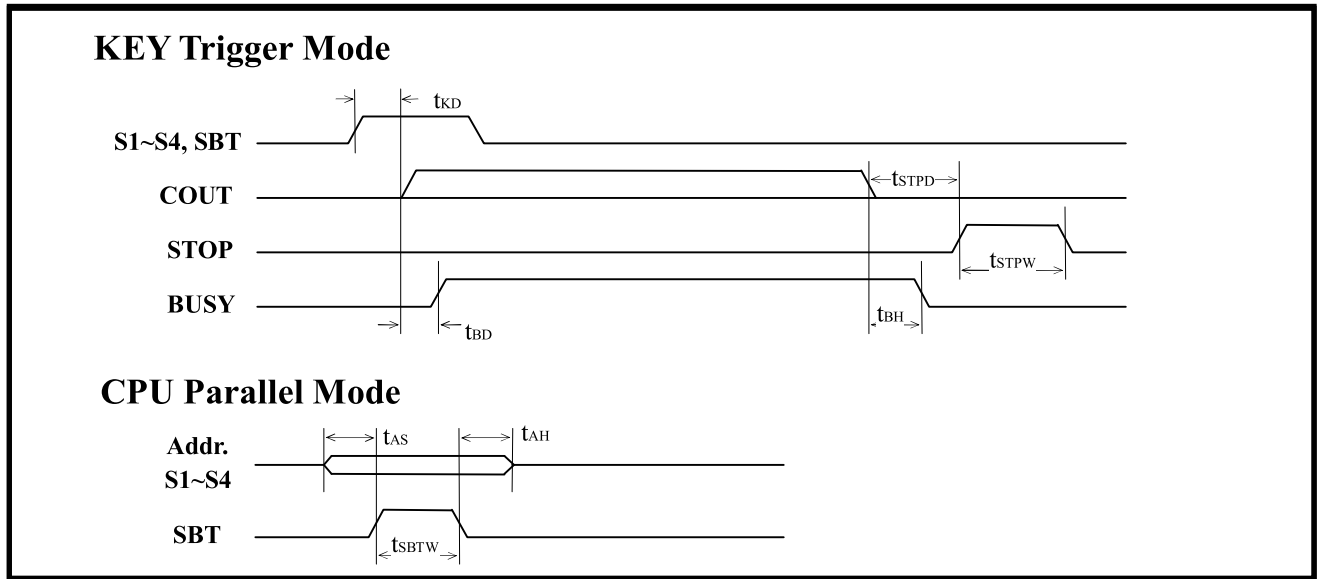 KEY Trigger Mode
tKD
S1~S4, SBT
COUT
tSTPD
STOP
tSTPW
BUSY
tBD
tBH
CPU Parallel Mode
Addr.
S1~S4
tAS
tAH
SBT
tSBTW